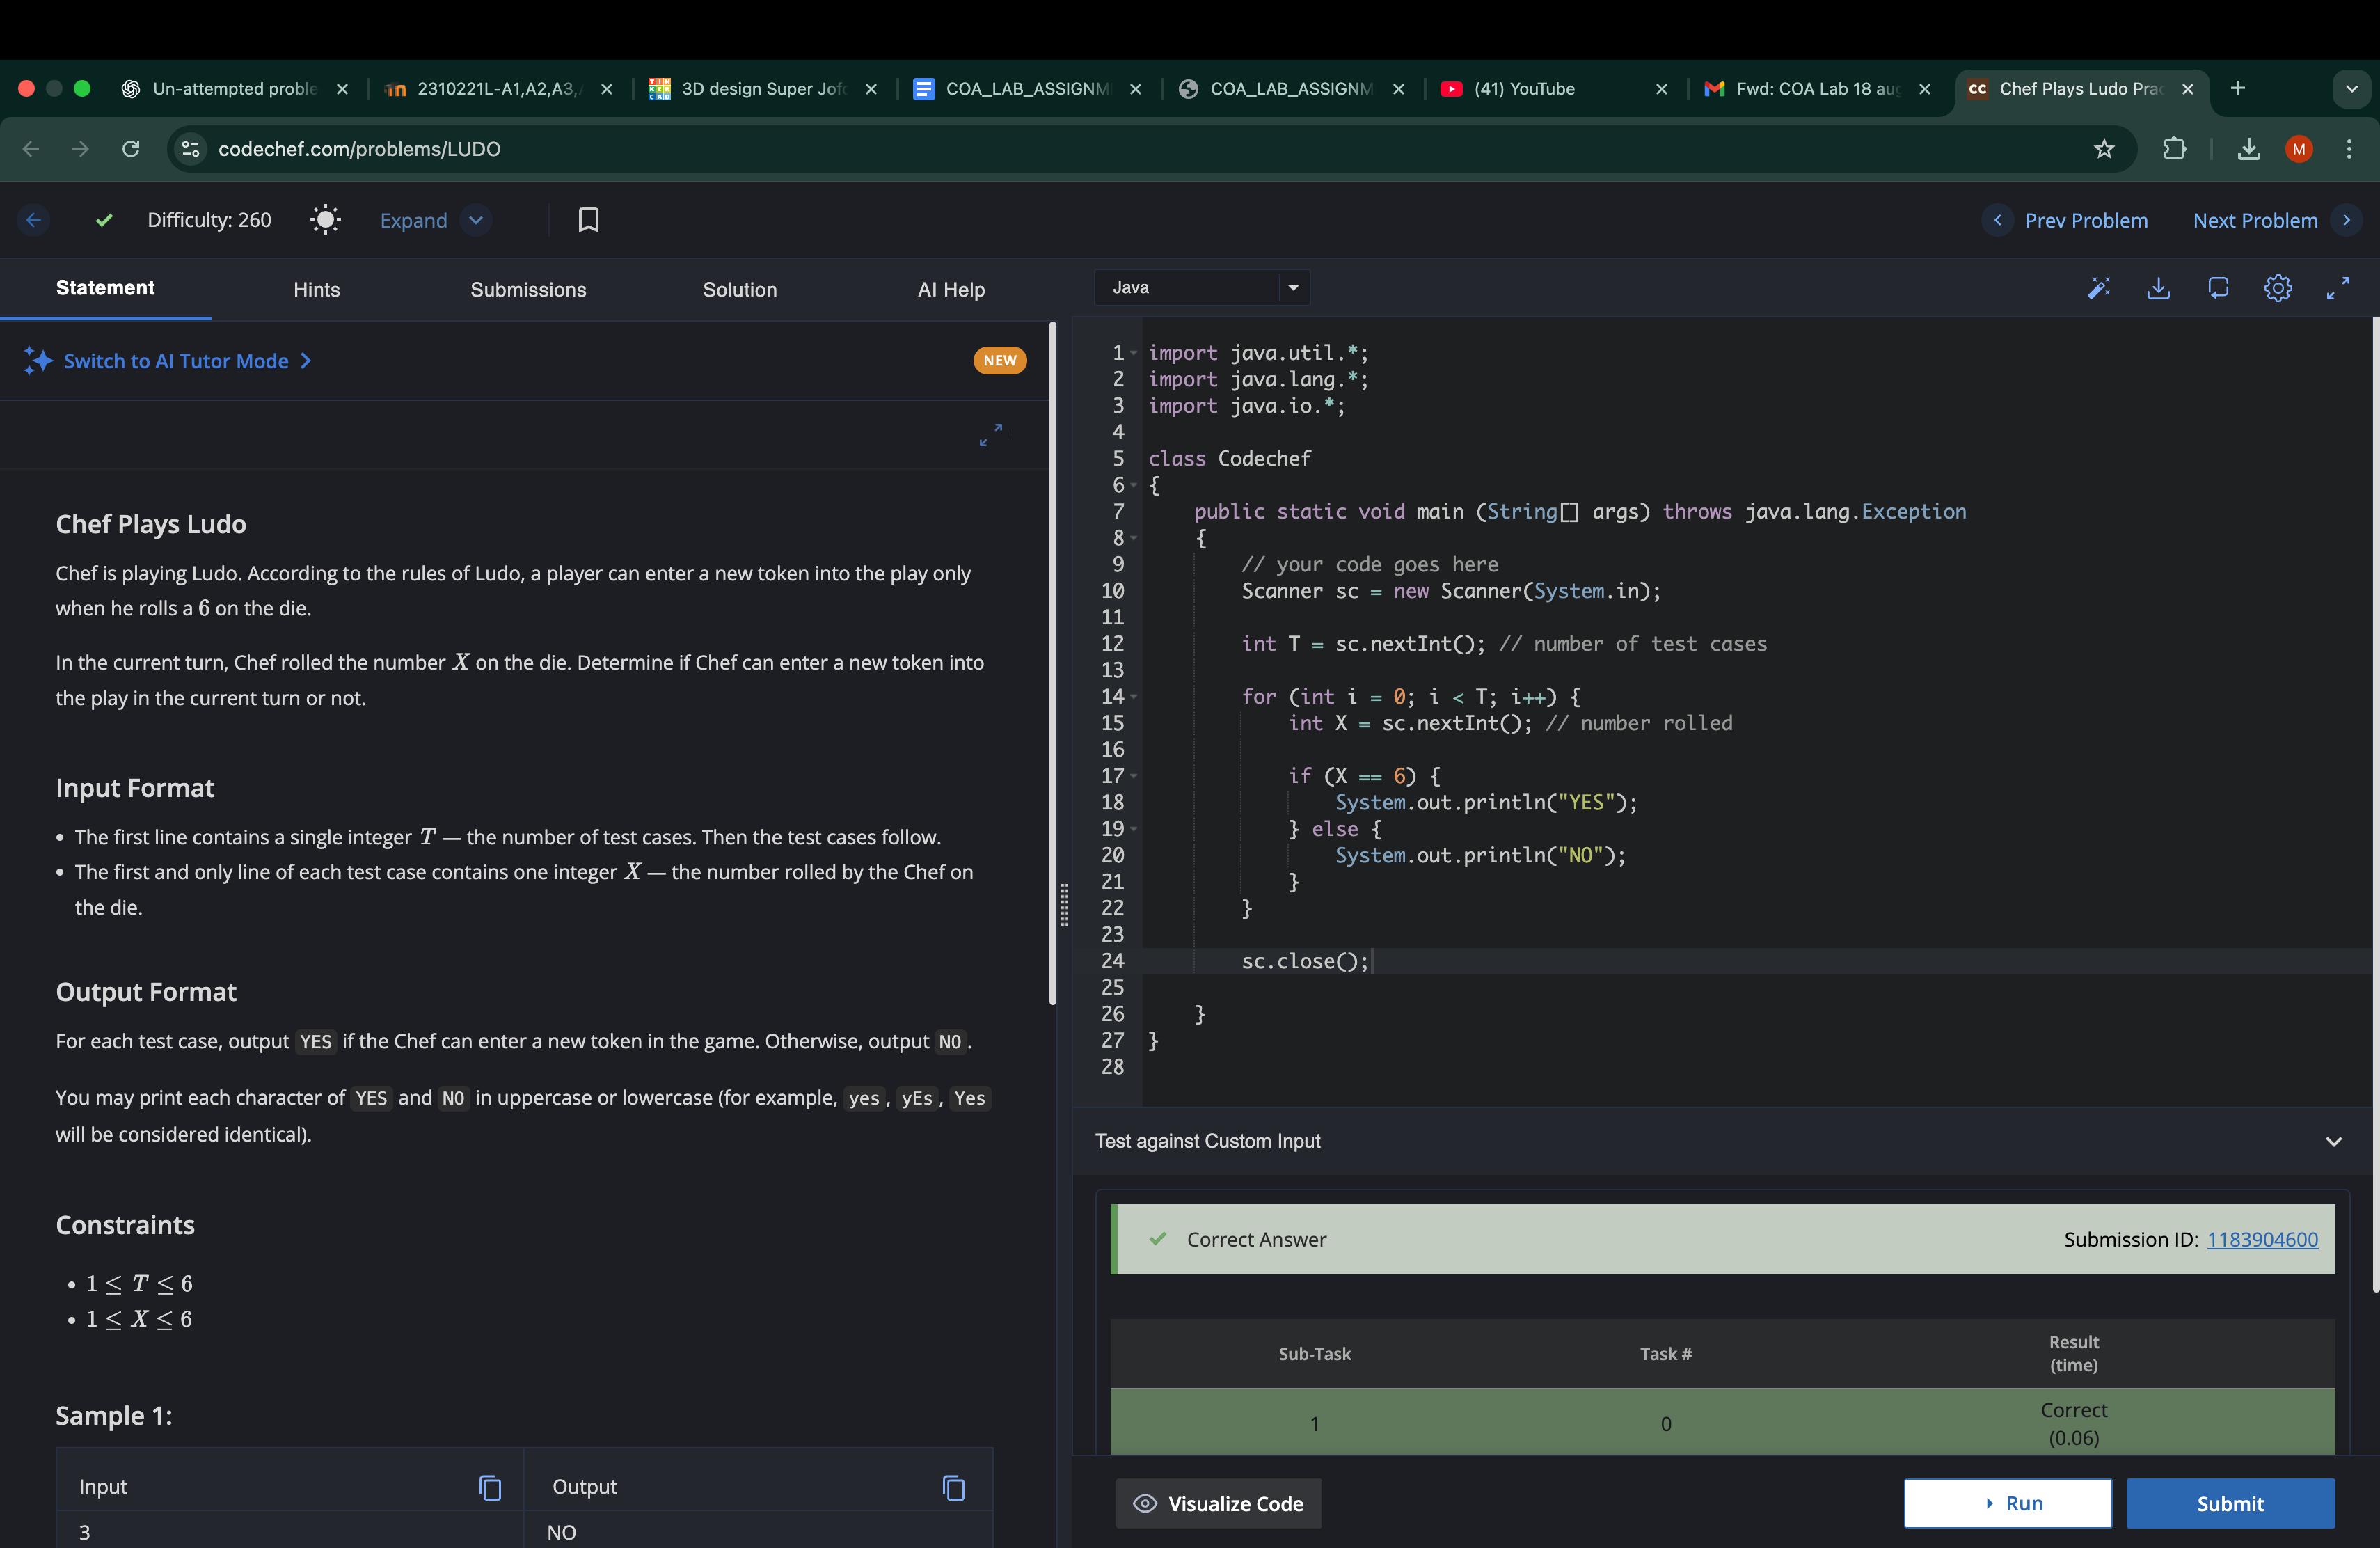 Un-attempted proble
2310221L-A1,A2,A3,
3D design Super Jofo
COA_LAB_ASSIGNM
COA_LAB_ASSIGNM
(41) YouTube
Fwd: COA Lab 18 aug
CC Chef Plays Ludo Prac
codechef.com/problems/LUDO
M
Difficulty: 260
Expand
Prev Problem
Next Problem
Statement
Hints
Submissions
Solution
AI Help
Switch to AI Tutor Mode
NEW
Chef Plays Ludo
Chef is playing Ludo. According to the rules of Ludo, a player can enter a new token into the play only
when he rolls a 6 on the die.
In the current turn, Chef rolled the number X on the die. Determine if Chef can enter a new token into
the play in the current turn or not.
Input Format
• The first line contains a single integer T — the number of test cases. Then the test cases follow.
• The first and only line of each test case contains one integer X — the number rolled by the Chef on
the die.
Output Format
For each test case, output YES if the Chef can enter a new token in the game. Otherwise, output NO .
You may print each character of YES and NO in uppercase or lowercase (for example, yes , yEs , Yes
will be considered identical).
Constraints
• 1 ≤ T ≤ 6
• 1 ≤ X ≤ 6
Sample 1:
Input
Output
3
NO
Java
1 import java.util.*;
2 import java.lang.*;
3 import java.io.*;
4
5 class Codechef
6 {
7 public static void main (String[] args) throws java.lang.Exception
8 {
9 // your code goes here
10 Scanner sc = new Scanner(System.in);
11
12 int T = sc.nextInt(); // number of test cases
13
14 for (int i = 0; i < T; i++) {
15 int X = sc.nextInt(); // number rolled
16
17 if (X == 6) {
18 System.out.println("YES");
19 } else {
20 System.out.println("NO");
21 }
22 }
23
24 sc.close();
25
26 }
27 }
28
Test against Custom Input
Correct Answer
Submission ID: 1183904600
Sub-Task
Task #
Result
(time)
1
0
Correct
(0.06)
Visualize Code
Run
Submit